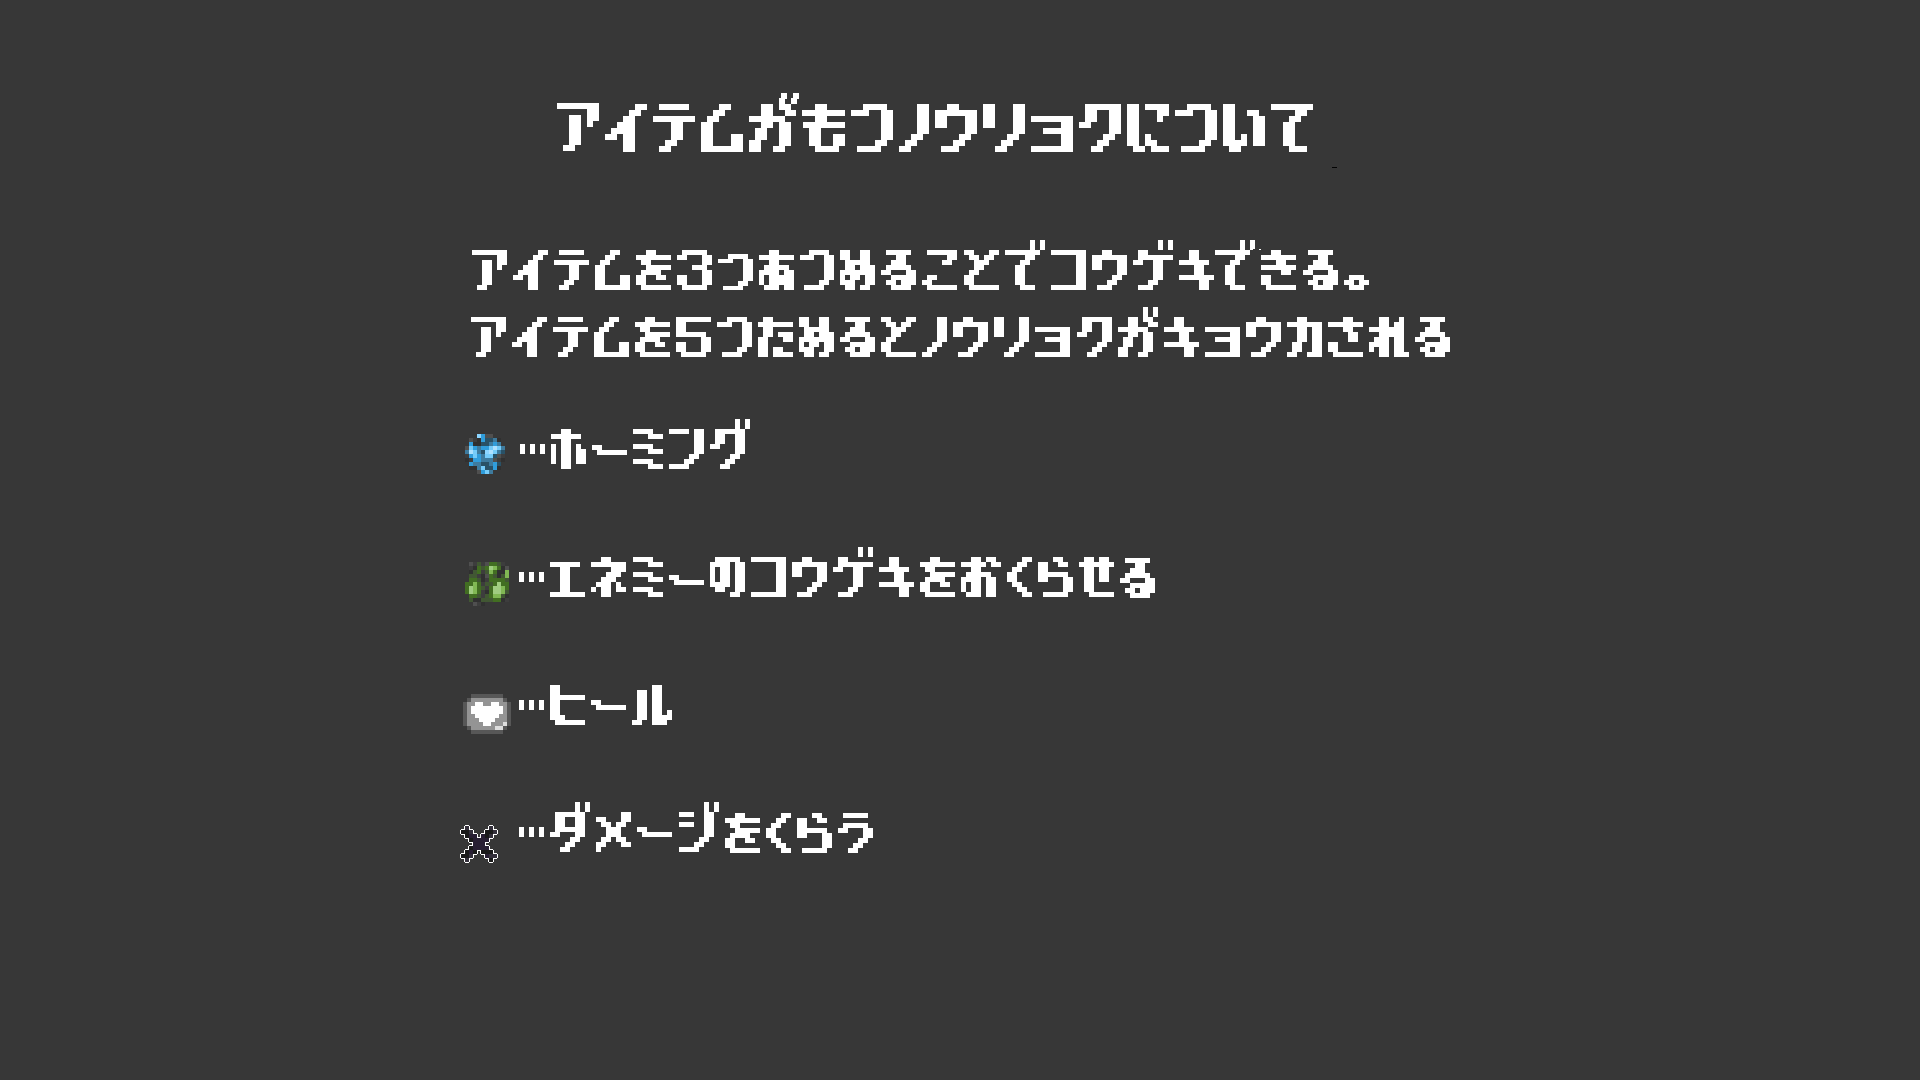 アイテムがもつノウリョクについて
アイテムを3つあつめることでコウゲキできる。
アイテムを5つためるとノウリョクがキョウカされる
…ホーミング
…エネミーのコウゲキをおくらせる
…ヒール
…ダメージをくらう